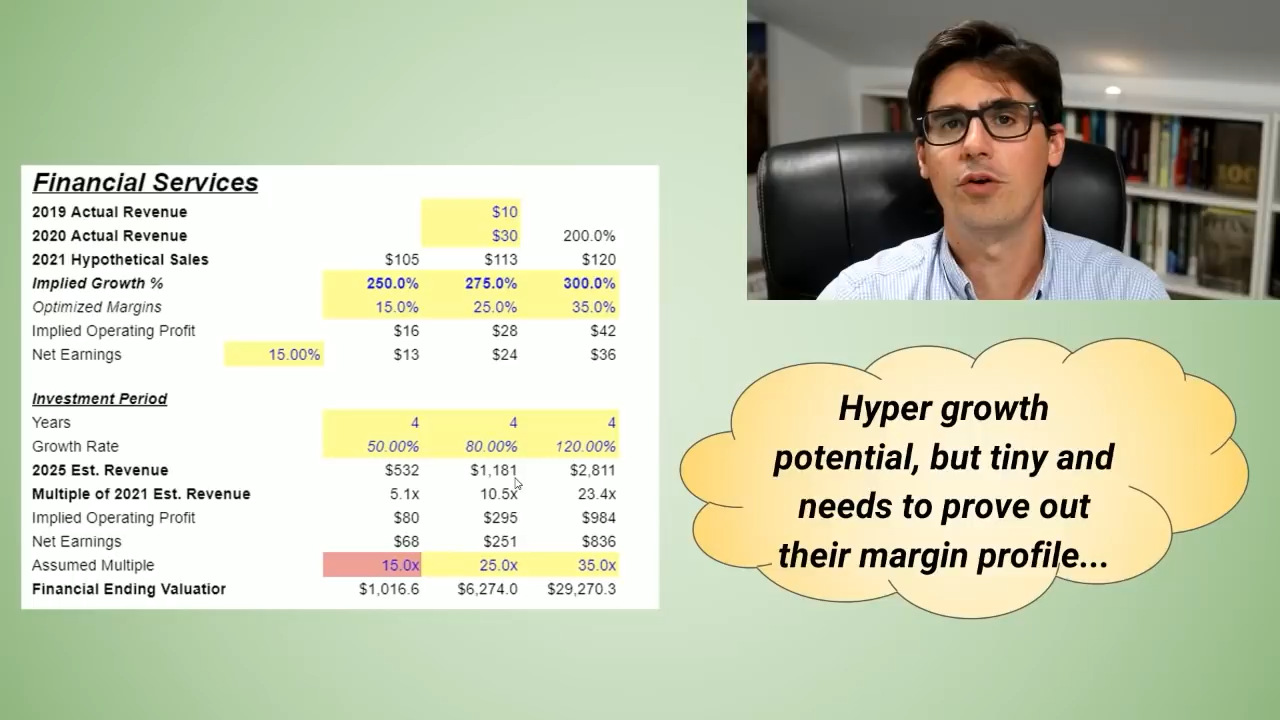 Financial Services
2019 Actual Revenue $10
2020 Actual Revenue $30 200.0%
2021 Hypothetical Sales $105 $113 $120
Implied Growth % 250.0% 275.0% 300.0%
Optimized Margins 15.0% 25.0% 35.0%
Implied Operating Profit $16 $28 $42
Net Earnings 15.00% $13 $24 $36
Investment Period
Years 4 4 4
Growth Rate 50.00% 80.00% 120.00%
2025 Est. Revenue $532 $1,181 $2,811
Multiple of 2021 Est. Revenue 5.1x 10.5x 23.4x
Implied Operating Profit $80 $295 $984
Net Earnings $68 $251 $836
Assumed Multiple 15.0x 25.0x 35.0x
Financial Ending Valuatior $1,016.6 $6,274.0 $29,270.3
Hyper growth
potential, but tiny and
needs to prove out
their margin profile...